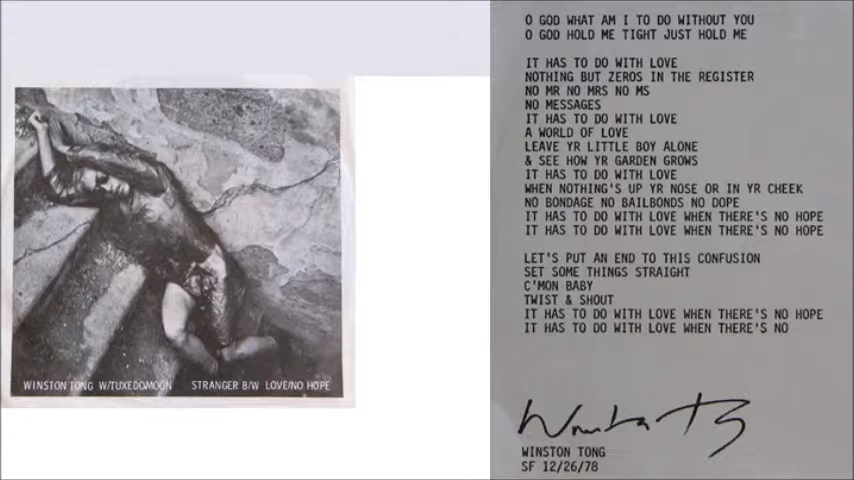 WINSTON TONG W/TUXEDOMOON STRANGER B/W LOVE/NO HOPE
O GOD WHAT AM I TO DO WITHOUT YOU
O GOD HOLD ME TIGHT JUST HOLD ME
IT HAS TO DO WITH LOVE
NOTHING BUT ZEROS IN THE REGISTER
NO MR NO MRS NO MS
NO MESSAGES
IT HAS TO DO WITH LOVE
A WORLD OF LOVE
LEAVE YR LITTLE BOY ALONE
& SEE HOW YR GARDEN GROWS
IT HAS TO DO WITH LOVE
WHEN NOTHING'S UP YR NOSE OR IN YR CHEEK
NO BONDAGE NO BAILBONDS NO DOPE
IT HAS TO DO WITH LOVE WHEN THERE'S NO HOPE
IT HAS TO DO WITH LOVE WHEN THERE'S NO HOPE
LET'S PUT AN END TO THIS CONFUSION
SET SOME THINGS STRAIGHT
C'MON BABY
TWIST & SHOUT
IT HAS TO DO WITH LOVE WHEN THERE'S NO HOPE
IT HAS TO DO WITH LOVE WHEN THERE'S NO
Winston Tong
WINSTON TONG
SF 12/26/78